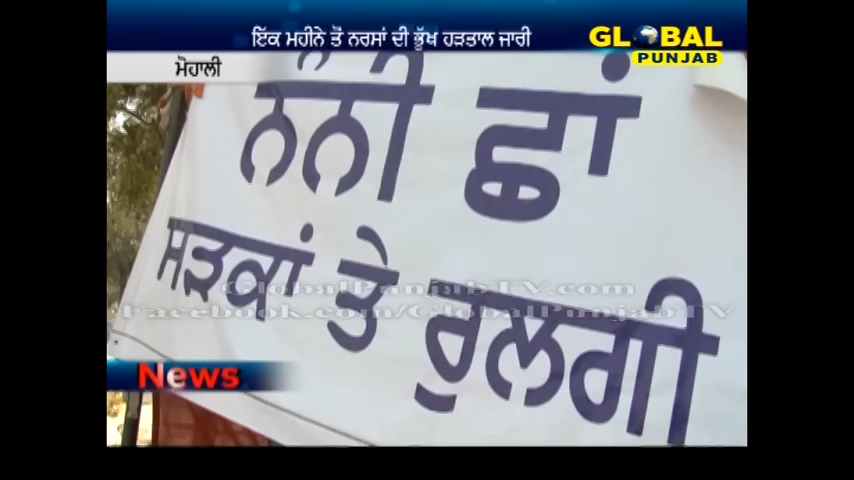 ਇੱਕ ਮਹੀਨੇ ਤੋਂ ਨਰਸਾਂ ਦੀ ਭੁੱਖ ਹੜਤਾਲ ਜਾਰੀ
GLOBAL
PUNJAB
ਮੋਹਾਲੀ
ਨੰਨੀ ਛਾਂ
ਸੜਕਾਂ ਤੇ ਰੁਲਗੀ
GlobalPunjabTV.com
Facebook.com/GlobalPunjabTV
News